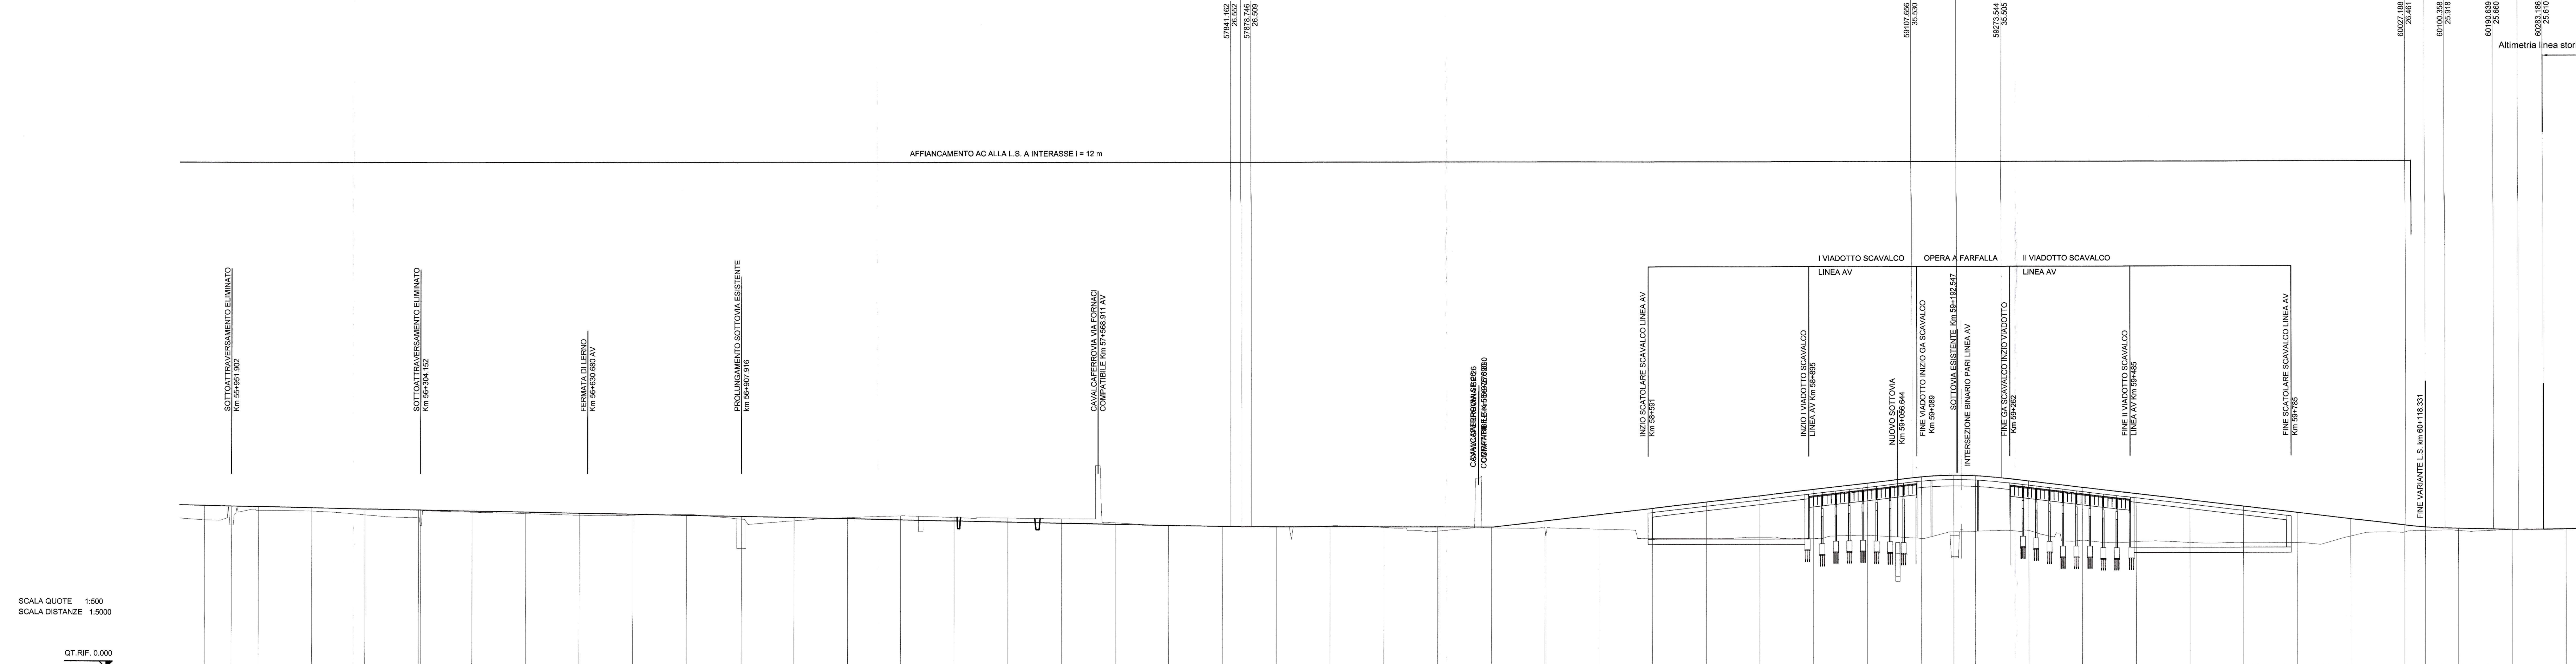 57841.162
26.552
57878.746
26.509
59107.656
35.530
59273.544
35.505
60027.188
26.461
60100.358
25.918
60190.639
25.660
60283.186
25.610
Altimetria linea stori
AFFIANCAMENTO AC ALLA L.S. A INTERASSE i = 12 m
I VIADOTTO SCAVALCO
LINEA AV
OPERA A FARFALLA
II VIADOTTO SCAVALCO
LINEA AV
SOTTOATTRAVERSAMENTO ELIMINATO
Km 55+951.902
SOTTOATTRAVERSAMENTO ELIMINATO
Km 56+304.152
FERMATA DI LERNO
Km 56+630.680 AV
PROLUNGAMENTO SOTTOVIA ESISTENTE
km 56+907.916
CAVALCAFERROVIA VIA FORNACI
COMPATIBILE Km 57+568.911 AV
INZIO SCATOLARE SCAVALCO LINEA AV
Km 58+591
INZIO I VIADOTTO SCAVALCO
LINEA AV Km 58+895
NUOVO SOTTOVIA
Km 59+056.644
FINE VIADOTTO INIZIO GA SCAVALCO
Km 59+089
SOTTOVIA ESISTENTE Km 59+192.547
INTERSEZIONE BINARIO PARI LINEA AV
FINE GA SCAVALCO INZIO VIADOTTO
Km 59+262
FINE II VIADOTTO SCAVALCO
LINEA AV Km 59+485
FINE SCATOLARE SCAVALCO LINEA AV
Km 59+785
FINE VARIANTE L.S. km 60+118.331
SCALA QUOTE 1:500
SCALA DISTANZE 1:5000
QT.RIF. 0.000